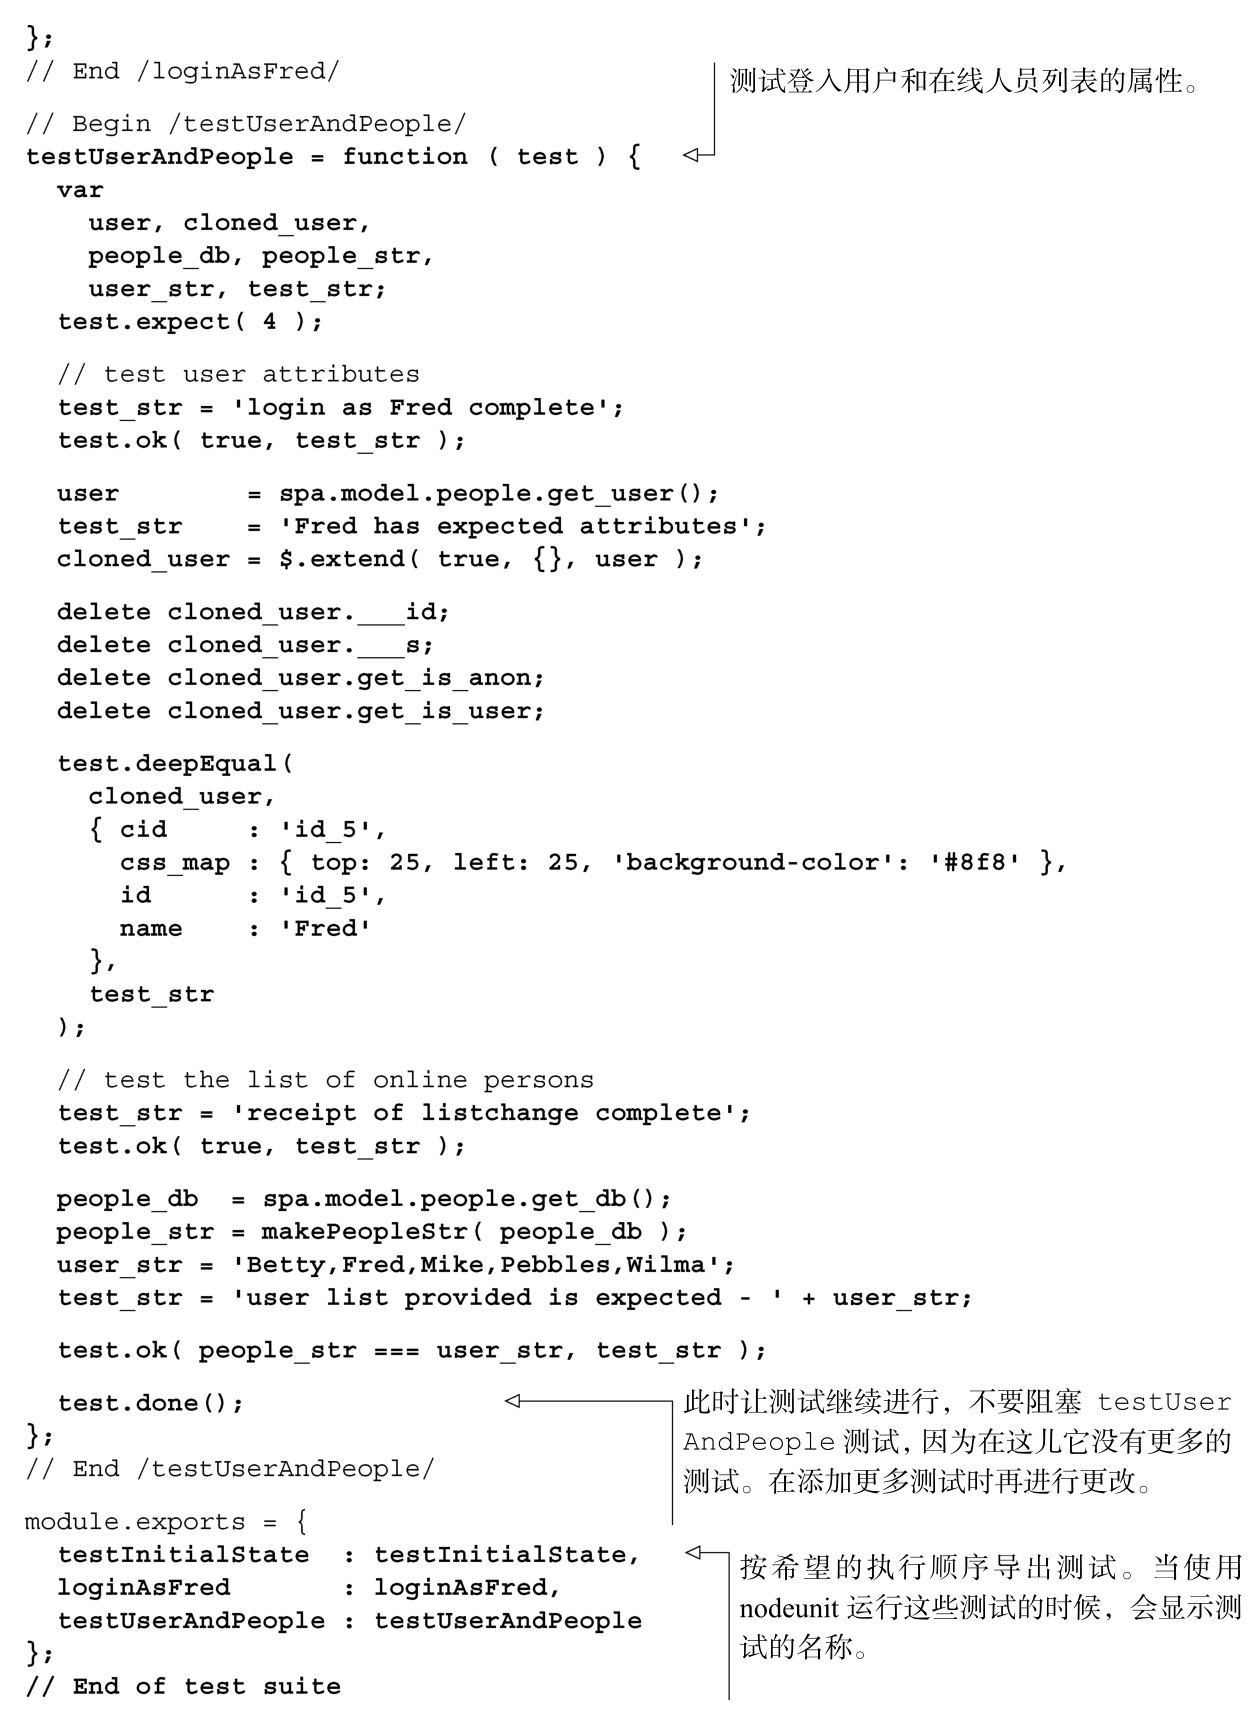 };
// End /loginAsFred/
测试登入用户和在线人员列表的属性。
// Begin /testUserAndPeople/
testUserAndPeople = function ( test ) {
  var
    user, cloned_user,
    people_db, people_str,
    user_str, test_str;
  test.expect( 4 );
  // test user attributes
  test_str = 'login as Fred complete';
  test.ok( true, test_str );
  user        = spa.model.people.get_user();
  test_str    = 'Fred has expected attributes';
  cloned_user = $.extend( true, {}, user );
  delete cloned_user.___id;
  delete cloned_user.___s;
  delete cloned_user.get_is_anon;
  delete cloned_user.get_is_user;
  test.deepEqual(
    cloned_user,
    { cid     : 'id_5',
      css_map : { top: 25, left: 25, 'background-color': '#8f8' },
      id      : 'id_5',
      name    : 'Fred'
    },
    test_str
  );
  // test the list of online persons
  test_str = 'receipt of listchange complete';
  test.ok( true, test_str );
  people_db  = spa.model.people.get_db();
  people_str = makePeopleStr( people_db );
  user_str = 'Betty,Fred,Mike,Pebbles,Wilma';
  test_str = 'user list provided is expected - ' + user_str;
  test.ok( people_str === user_str, test_str );
  test.done();
};
// End /testUserAndPeople/
此时让测试继续进行，不要阻塞 testUser
AndPeople 测试，因为在这儿它没有更多的
测试。在添加更多测试时再进行更改。
module.exports = {
  testInitialState  : testInitialState,
  loginAsFred       : loginAsFred,
  testUserAndPeople : testUserAndPeople
};
// End of test suite
按希望的执行顺序导出测试。当使用
nodeunit 运行这些测试的时候，会显示测
试的名称。